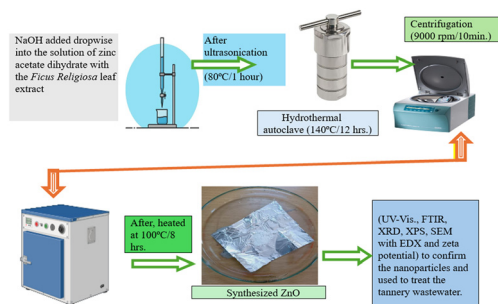 NaOH added dropwise
into the solution of zinc
acetate dihydrate with
the Ficus Religiosa leaf
extract
After
ultrasonication
(80ºC/1 hour)
Hydrothermal
autoclave (140ºC/12 hrs.)
Centrifugation
(9000 rpm/10min.)
After, heated
at 100ºC/8
hrs.
Synthesized ZnO
(UV-Vis., FTIR,
XRD, XPS, SEM
with EDX and zeta
potential) to confirm
the nanoparticles and
used to treat the
tannery wastewater.